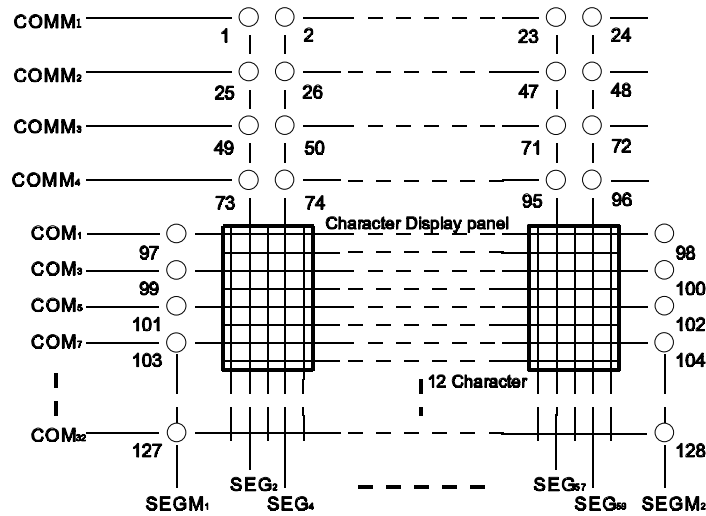 COMM1
1 2 23 24
COMM2
25 26 47 48
COMM3
49 50 71 72
COMM4
73 74 95 96
Character Display panel
COM1
97 98
COM3
99 100
COM5
101 102
COM7
103 104
12 Character
COM32
127 128
SEG2 SEG57
SEGM1 SEG4 SEG59 SEGM2